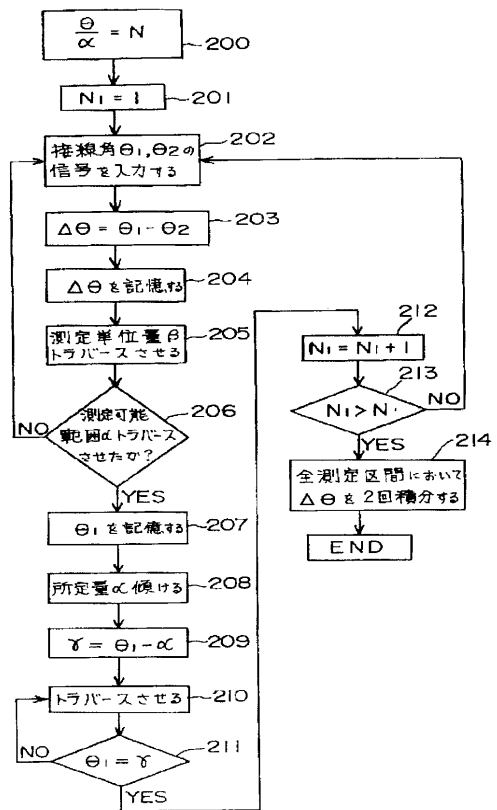 Θ/α = N
200
N₁ = 1
201
接線角Θ₁,Θ₂の
信号を入力する
202
ΔΘ = Θ₁ - Θ₂
203
ΔΘを記憶する
204
測定単位量β
トラバースさせる
205
測定可能
範囲αトラバース
させたか?
206
NO
YES
Θ₁を記憶する
207
所定量α傾ける
208
γ = Θ₁ - α
209
トラバースさせる
210
Θ₁ = γ
211
NO
YES
212
N₁ = N₁ + 1
213
N₁ > N
NO
YES
214
全測定区間において
ΔΘを2回積分する
END